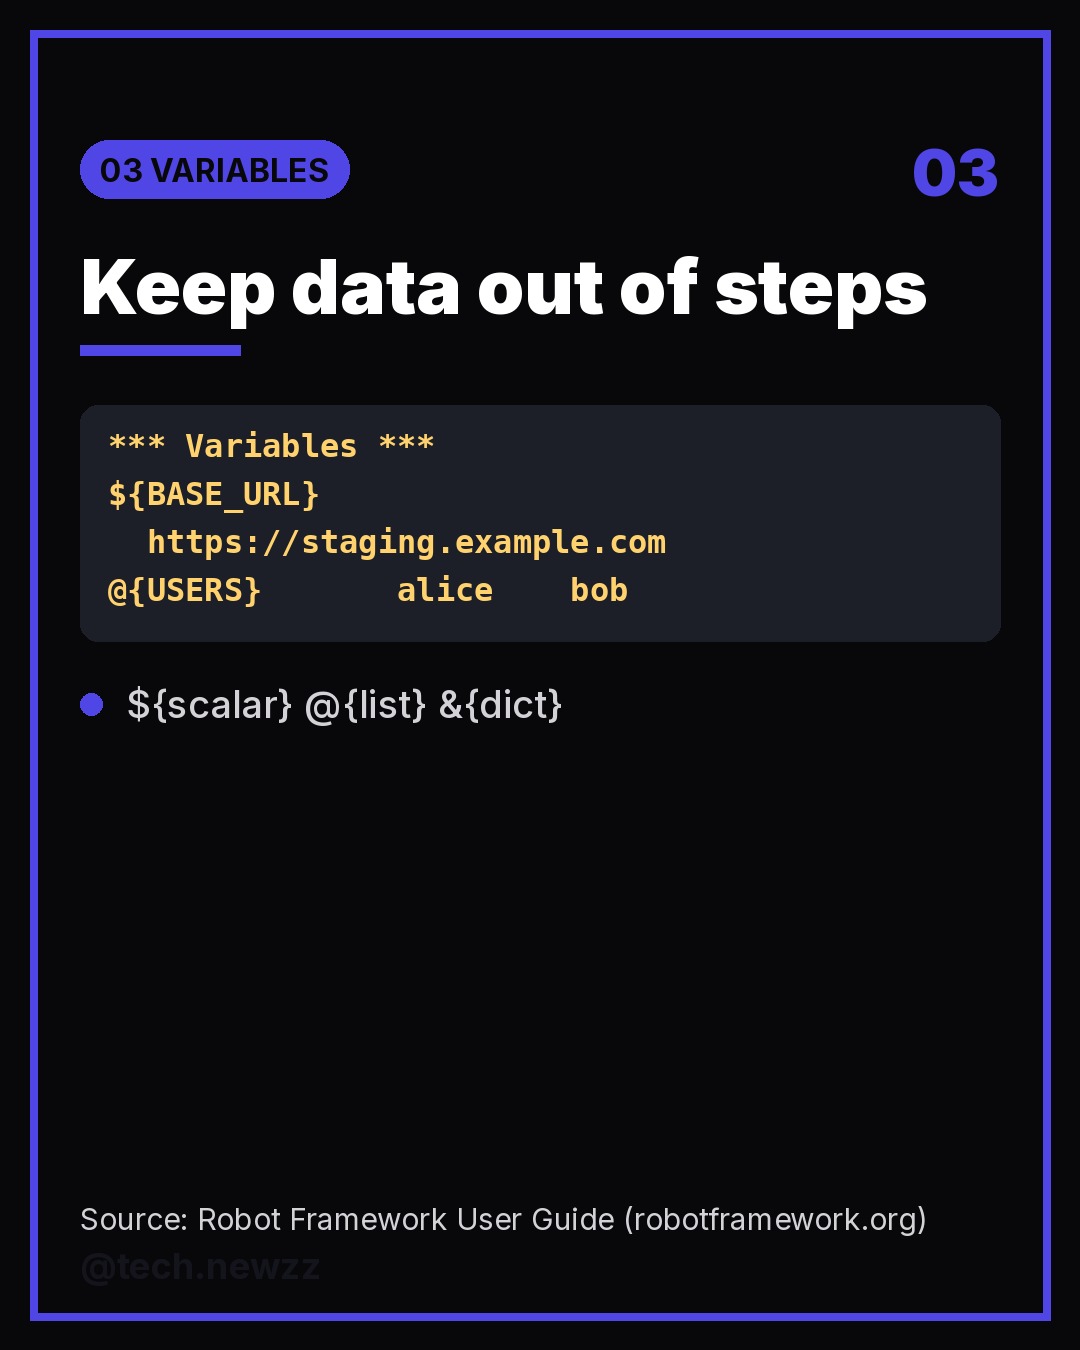 03 VARIABLES
03
Keep data out of steps
*** Variables ***
${BASE_URL}
  https://staging.example.com
@{USERS}       alice    bob
${scalar} @{list} &{dict}
Source: Robot Framework User Guide (robotframework.org)
@tech.newzz